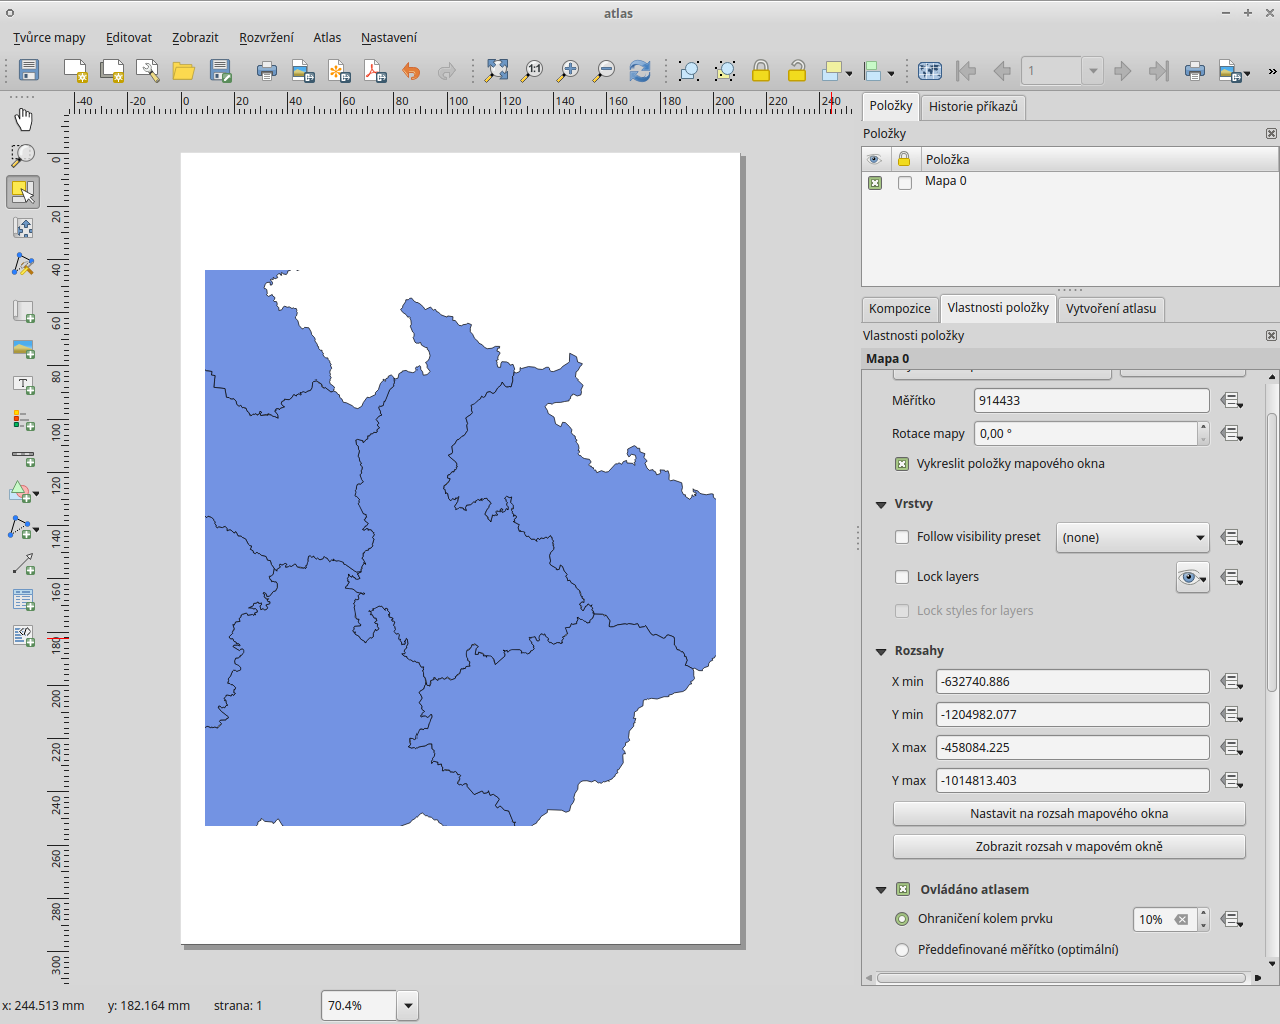 atlas
Tvůrce mapy Editovat Zobrazit Rozvržení Atlas Nastavení
1:1 1 »
-40 -20 0 20 40 60 80 100 120 140 160 180 200 220 240
0
20
40
60
80
100
120
140
160
180
200
220
240
260
280
300
T
Položky Historie příkazů
Položky
Položka
Mapa 0
Kompozice Vlastnosti položky Vytvoření atlasu
Vlastnosti položky
Mapa 0
Měřítko 914433
Rotace mapy 0,00 °
Vykreslit položky mapového okna
Vrstvy
Follow visibility preset (none)
Lock layers
Lock styles for layers
Rozsahy
X min -632740.886
Y min -1204982.077
X max -458084.225
Y max -1014813.403
Nastavit na rozsah mapového okna
Zobrazit rozsah v mapovém okně
Ovládáno atlasem
Ohraničení kolem prvku 10%
Předdefinované měřítko (optimální)
x: 244.513 mm y: 182.164 mm strana: 1 70.4%